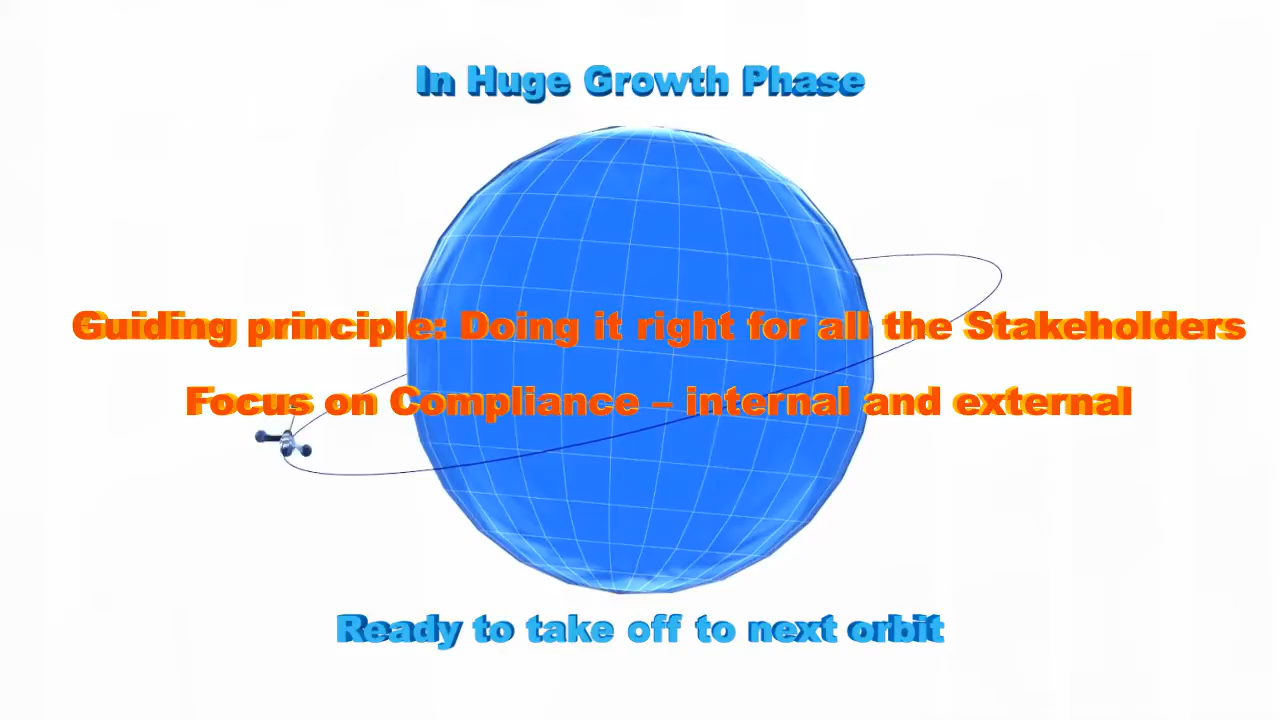 In Huge Growth Phase
Guiding principle: Doing it right for all the Stakeholders
Focus on Compliance – internal and external
Ready to take off to next orbit